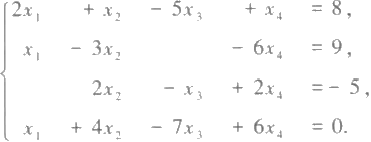 2x₁ + x₂ − 5x₃ + x₄ = 8,
x₁ − 3x₂ − 6x₄ = 9,
2x₂ − x₃ + 2x₄ = − 5,
x₁ + 4x₂ − 7x₃ + 6x₄ = 0.